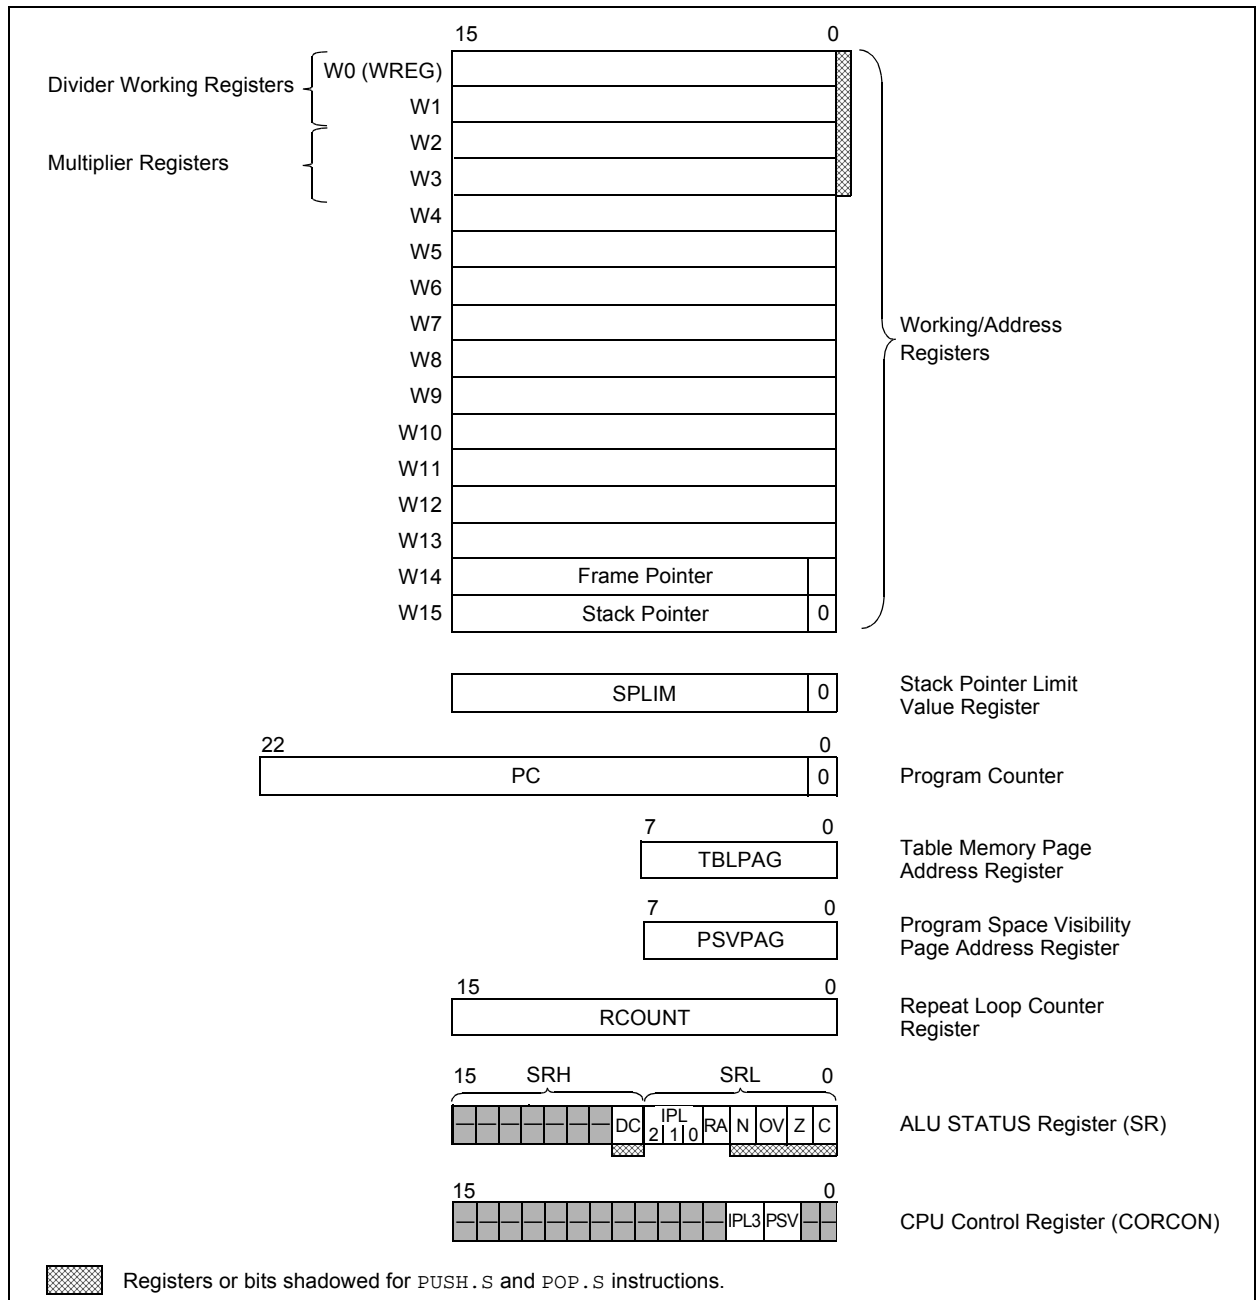 15 0
Divider Working Registers
W0 (WREG)
W1
Multiplier Registers
W2
W3
W4
W5
W6
W7
W8
W9
W10
W11
W12
W13
W14 Frame Pointer
W15 Stack Pointer 0
Working/Address
Registers
SPLIM 0
Stack Pointer Limit
Value Register
22 0
PC 0 Program Counter
7 0
TBLPAG
Table Memory Page
Address Register
7 0
PSVPAG
Program Space Visibility
Page Address Register
15 0
RCOUNT
Repeat Loop Counter
Register
15 SRH SRL 0
— — — — — — — DC IPL 2 1 0 RA N OV Z C ALU STATUS Register (SR)
15 0
— — — — — — — — — — — — IPL3 PSV — — CPU Control Register (CORCON)
Registers or bits shadowed for PUSH.S and POP.S instructions.